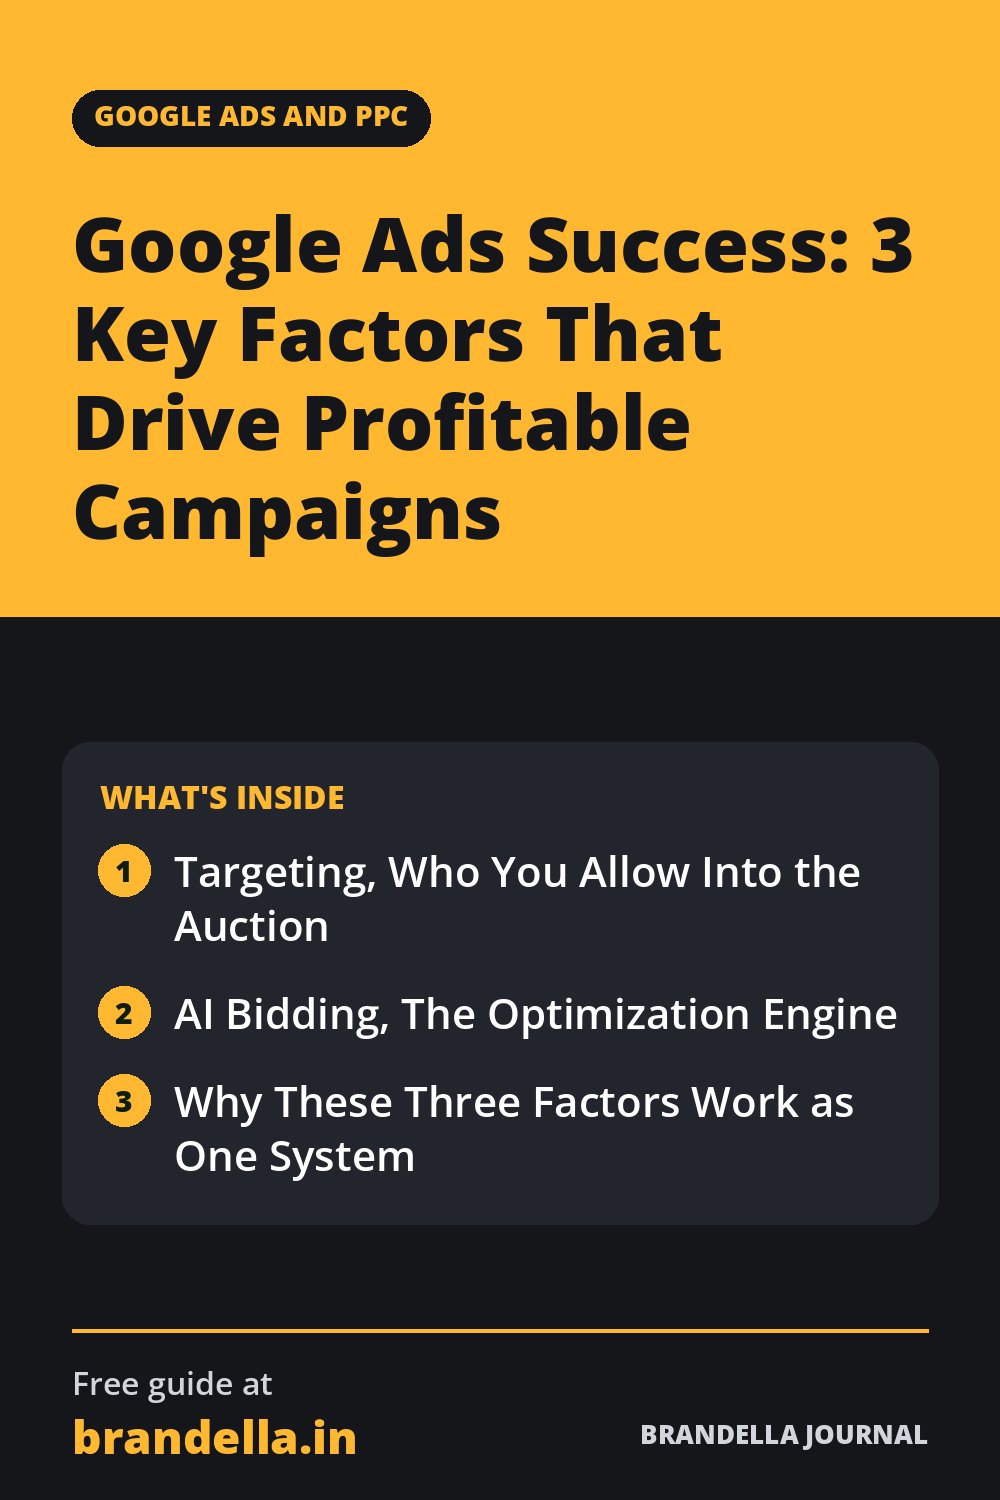 GOOGLE ADS AND PPC
Google Ads Success: 3
Key Factors That
Drive Profitable
Campaigns
WHAT'S INSIDE
1 Targeting, Who You Allow Into the
Auction
2 AI Bidding, The Optimization Engine
3 Why These Three Factors Work as
One System
Free guide at
brandella.in
BRANDELLA JOURNAL